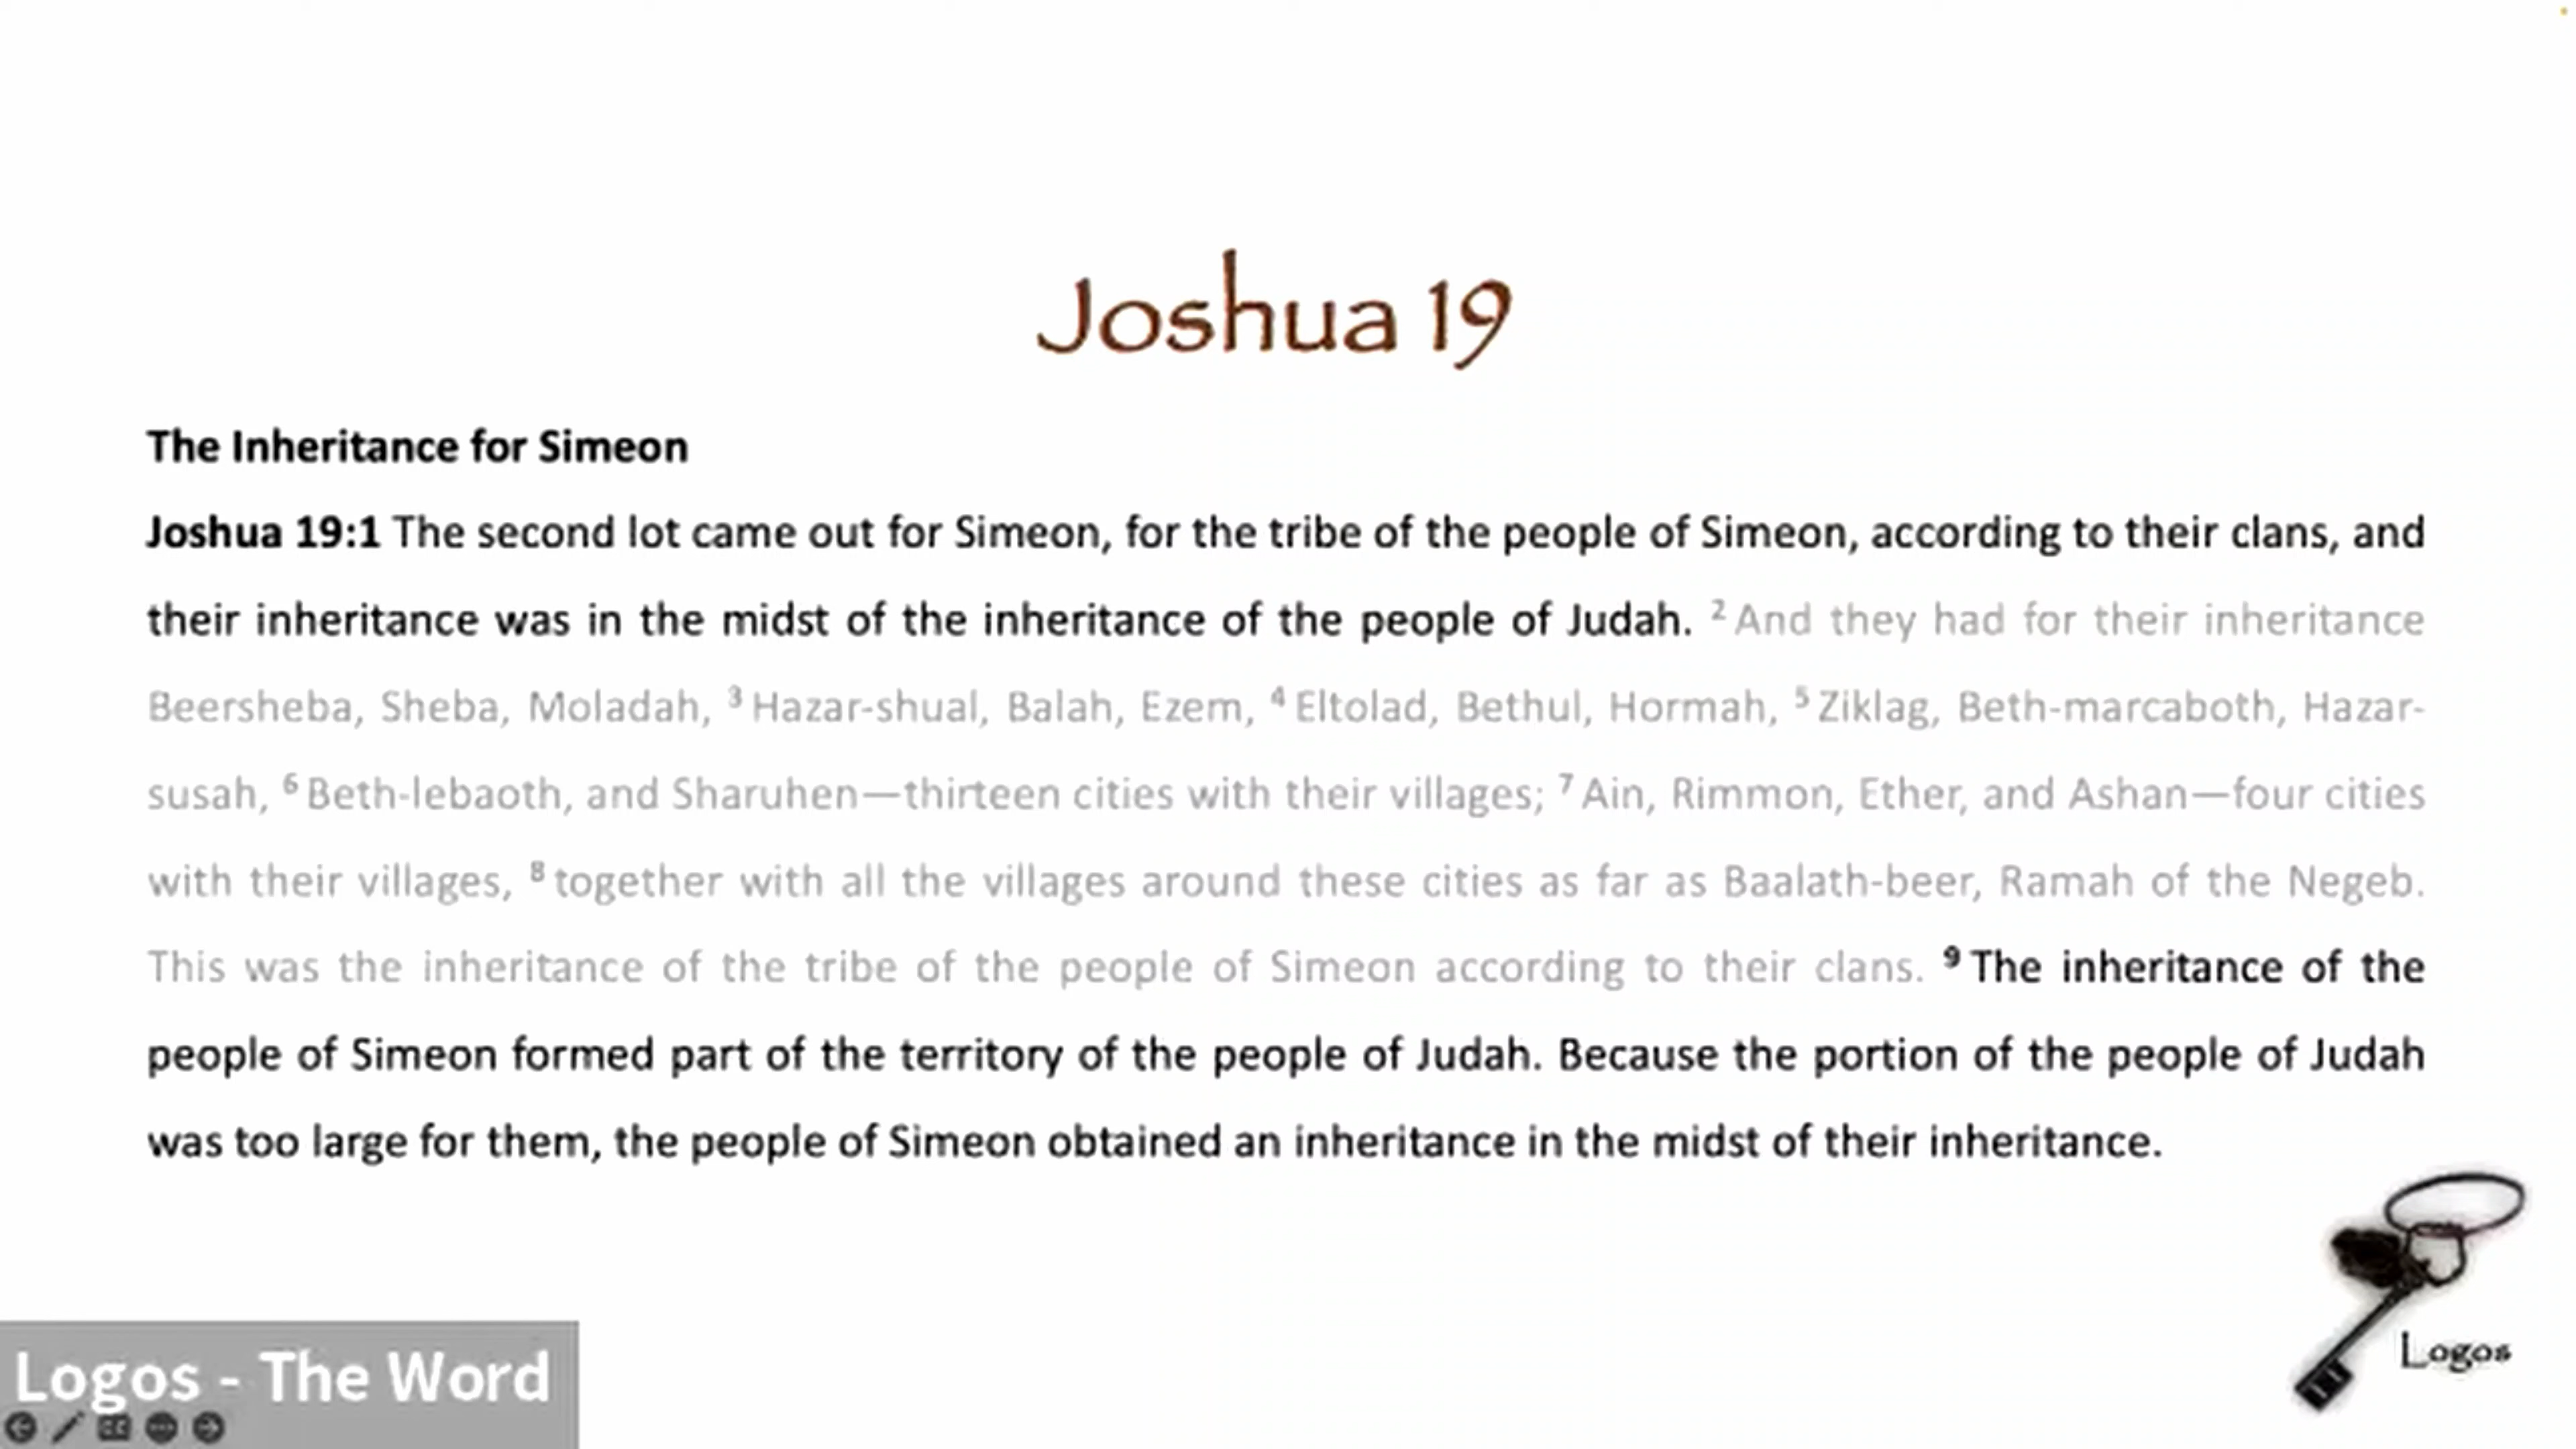 Joshua 19
The Inheritance for Simeon
Joshua 19:1 The second lot came out for Simeon, for the tribe of the people of Simeon, according to their clans, and
their inheritance was in the midst of the inheritance of the people of Judah. 2 And they had for their inheritance
Beersheba, Sheba, Moladah, 3 Hazar-shual, Balah, Ezem, 4 Eltolad, Bethul, Hormah, 5 Ziklag, Beth-marcaboth, Hazar-
susah, 6 Beth-lebaoth, and Sharuhen—thirteen cities with their villages; 7 Ain, Rimmon, Ether, and Ashan—four cities
with their villages, 8 together with all the villages around these cities as far as Baalath-beer, Ramah of the Negeb.
This was the inheritance of the tribe of the people of Simeon according to their clans. 9 The inheritance of the
people of Simeon formed part of the territory of the people of Judah. Because the portion of the people of Judah
was too large for them, the people of Simeon obtained an inheritance in the midst of their inheritance.
Logos
Logos - The Word